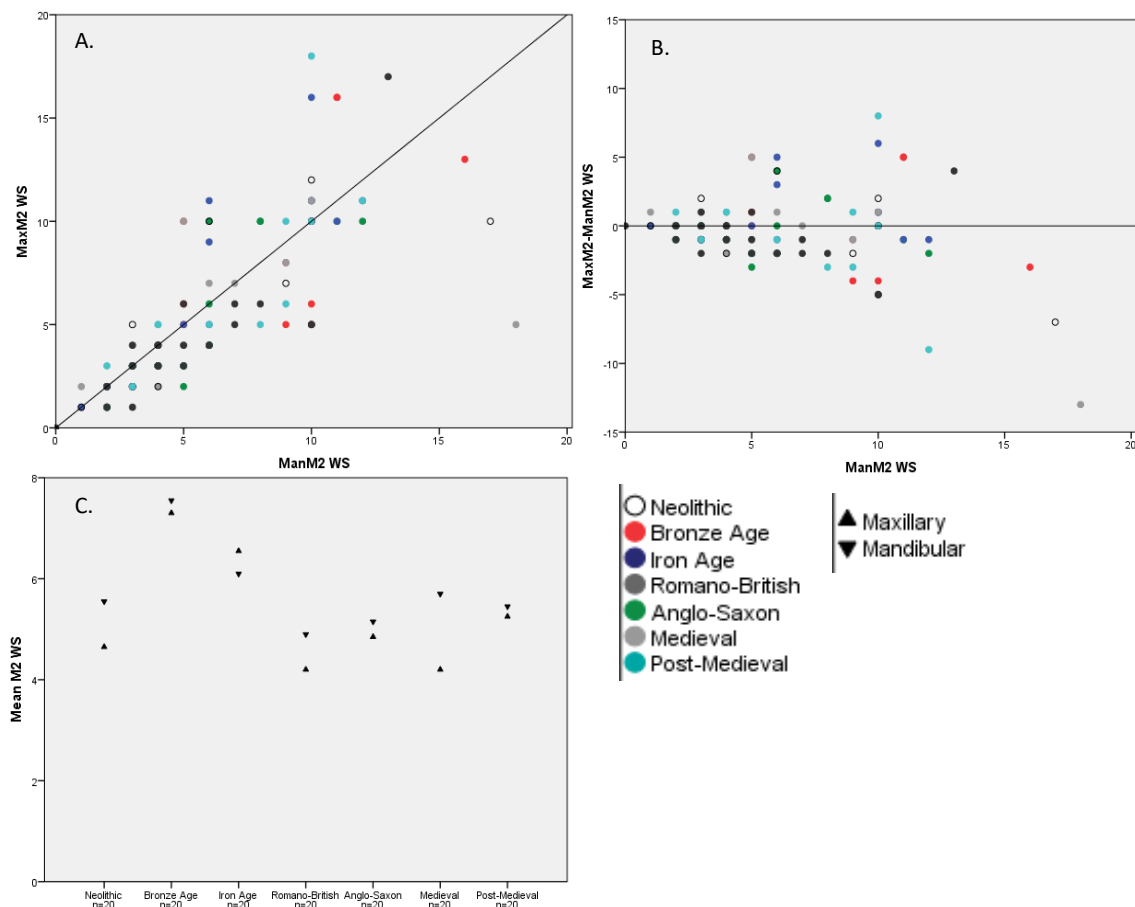 A.
20
15
10
5
0
MaxM2 WS
0 5 10 15 20
ManM2 WS
B.
15
10
5
0
-5
-10
-15
MaxM2-ManM2 WS
0 5 10 15 20
ManM2 WS
C.
8
6
4
2
0
Mean M2 WS
Neolithic Bronze Age Iron Age Romano-British Anglo-Saxon Medieval Post-Medieval
n=20 n=20 n=20 n=20 n=20 n=20 n=20
Neolithic
Bronze Age
Iron Age
Romano-British
Anglo-Saxon
Medieval
Post-Medieval
Maxillary
Mandibular